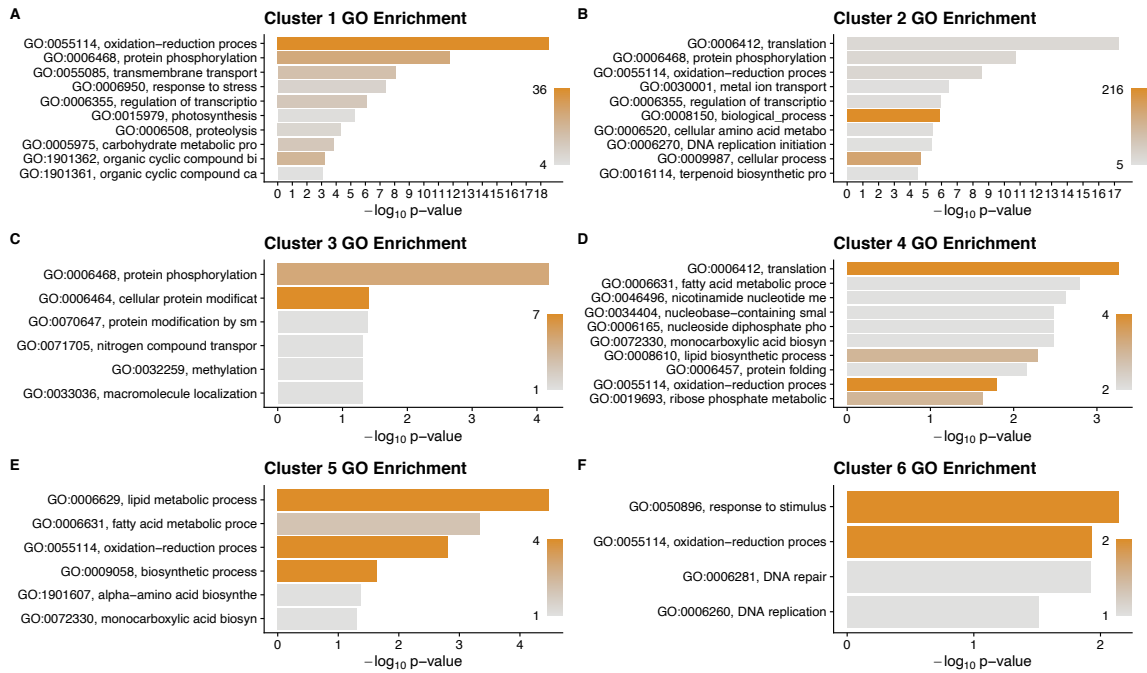 A
Cluster 1 GO Enrichment
GO:0055114, oxidation−reduction proces
GO:0006468, protein phosphorylation
GO:0055085, transmembrane transport
GO:0006950, response to stress
GO:0006355, regulation of transcriptio
GO:0015979, photosynthesis
GO:0006508, proteolysis
GO:0005975, carbohydrate metabolic pro
GO:1901362, organic cyclic compound bi
GO:1901361, organic cyclic compound ca
36
4
0 1 2 3 4 5 6 7 8 9 10 11 12 13 14 15 16 17 18
−log10 p−value
B
Cluster 2 GO Enrichment
GO:0006412, translation
GO:0006468, protein phosphorylation
GO:0055114, oxidation−reduction proces
GO:0030001, metal ion transport
GO:0006355, regulation of transcriptio
GO:0008150, biological_process
GO:0006520, cellular amino acid metabo
GO:0006270, DNA replication initiation
GO:0009987, cellular process
GO:0016114, terpenoid biosynthetic pro
216
5
0 1 2 3 4 5 6 7 8 9 10 11 12 13 14 15 16 17
−log10 p−value
C
Cluster 3 GO Enrichment
GO:0006468, protein phosphorylation
GO:0006464, cellular protein modificat
GO:0070647, protein modification by sm
GO:0071705, nitrogen compound transpor
GO:0032259, methylation
GO:0033036, macromolecule localization
7
1
0 1 2 3 4
−log10 p−value
D
Cluster 4 GO Enrichment
GO:0006412, translation
GO:0006631, fatty acid metabolic proce
GO:0046496, nicotinamide nucleotide me
GO:0034404, nucleobase−containing smal
GO:0006165, nucleoside diphosphate pho
GO:0072330, monocarboxylic acid biosyn
GO:0008610, lipid biosynthetic process
GO:0006457, protein folding
GO:0055114, oxidation−reduction proces
GO:0019693, ribose phosphate metabolic
4
2
0 1 2 3
−log10 p−value
E
Cluster 5 GO Enrichment
GO:0006629, lipid metabolic process
GO:0006631, fatty acid metabolic proce
GO:0055114, oxidation−reduction proces
GO:0009058, biosynthetic process
GO:1901607, alpha−amino acid biosynthe
GO:0072330, monocarboxylic acid biosyn
4
1
0 1 2 3 4
−log10 p−value
F
Cluster 6 GO Enrichment
GO:0050896, response to stimulus
GO:0055114, oxidation−reduction proces
GO:0006281, DNA repair
GO:0006260, DNA replication
2
1
0 1 2
−log10 p−value